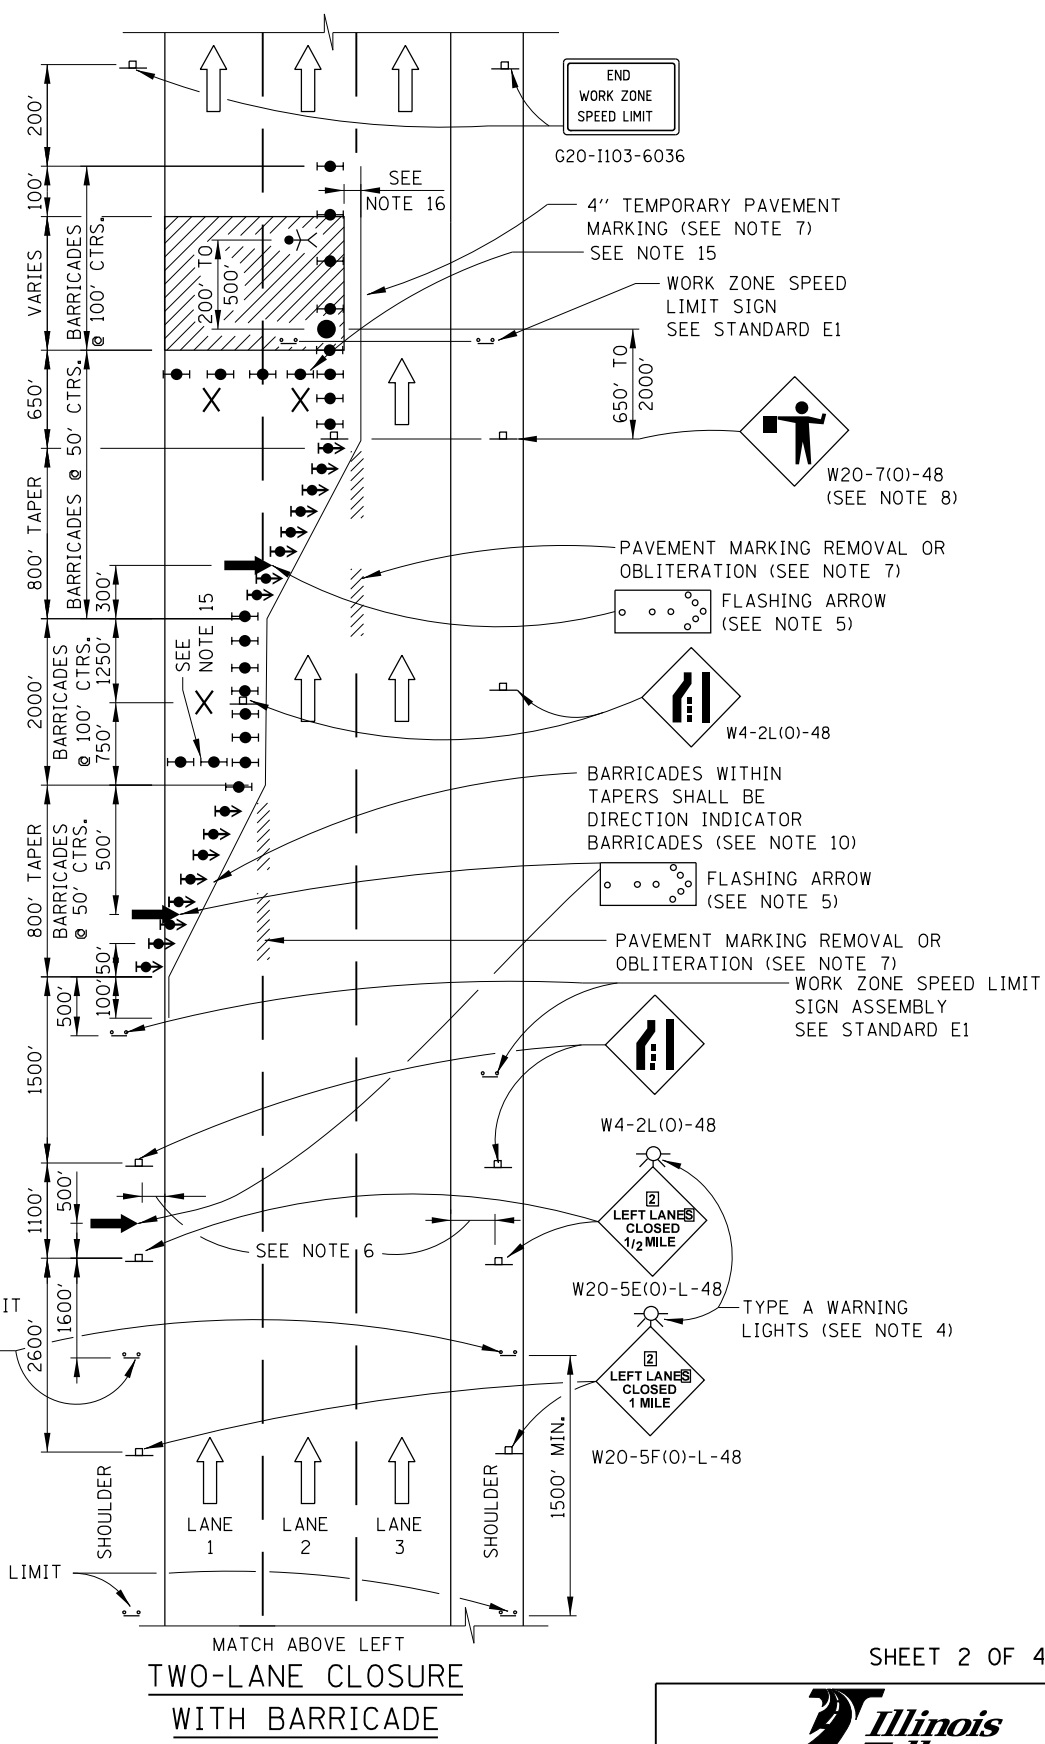 END
WORK ZONE
SPEED LIMIT
G20-I103-6036
200'
100'
SEE
NOTE 16
4'' TEMPORARY PAVEMENT
MARKING (SEE NOTE 7)
SEE NOTE 15
VARIES
BARRICADES
@ 100' CTRS.
200' TO
500'
WORK ZONE SPEED
LIMIT SIGN
SEE STANDARD E1
650'
BARRICADES @ 50' CTRS.
650' TO
2000'
W20-7(O)-48
(SEE NOTE 8)
800' TAPER
300'
PAVEMENT MARKING REMOVAL OR
OBLITERATION (SEE NOTE 7)
FLASHING ARROW
(SEE NOTE 5)
SEE
NOTE 15
2000'
BARRICADES
@ 100' CTRS.
1250'
750'
W4-2L(O)-48
BARRICADES WITHIN
TAPERS SHALL BE
DIRECTION INDICATOR
BARRICADES (SEE NOTE 10)
800' TAPER
BARRICADES
@ 50' CTRS.
500'
FLASHING ARROW
(SEE NOTE 5)
150'
100'
PAVEMENT MARKING REMOVAL OR
OBLITERATION (SEE NOTE 7)
WORK ZONE SPEED LIMIT
SIGN ASSEMBLY
SEE STANDARD E1
500'
1500'
W4-2L(O)-48
1100'
500'
2
LEFT LANES
CLOSED
1/2 MILE
SEE NOTE 6
W20-5E(O)-L-48
IT
2600'
1600'
TYPE A WARNING
LIGHTS (SEE NOTE 4)
2
LEFT LANES
CLOSED
1 MILE
W20-5F(O)-L-48
1500' MIN.
SHOULDER
LANE
1
LANE
2
LANE
3
SHOULDER
LIMIT
MATCH ABOVE LEFT
TWO-LANE CLOSURE
WITH BARRICADE
SHEET 2 OF 4
Illinois